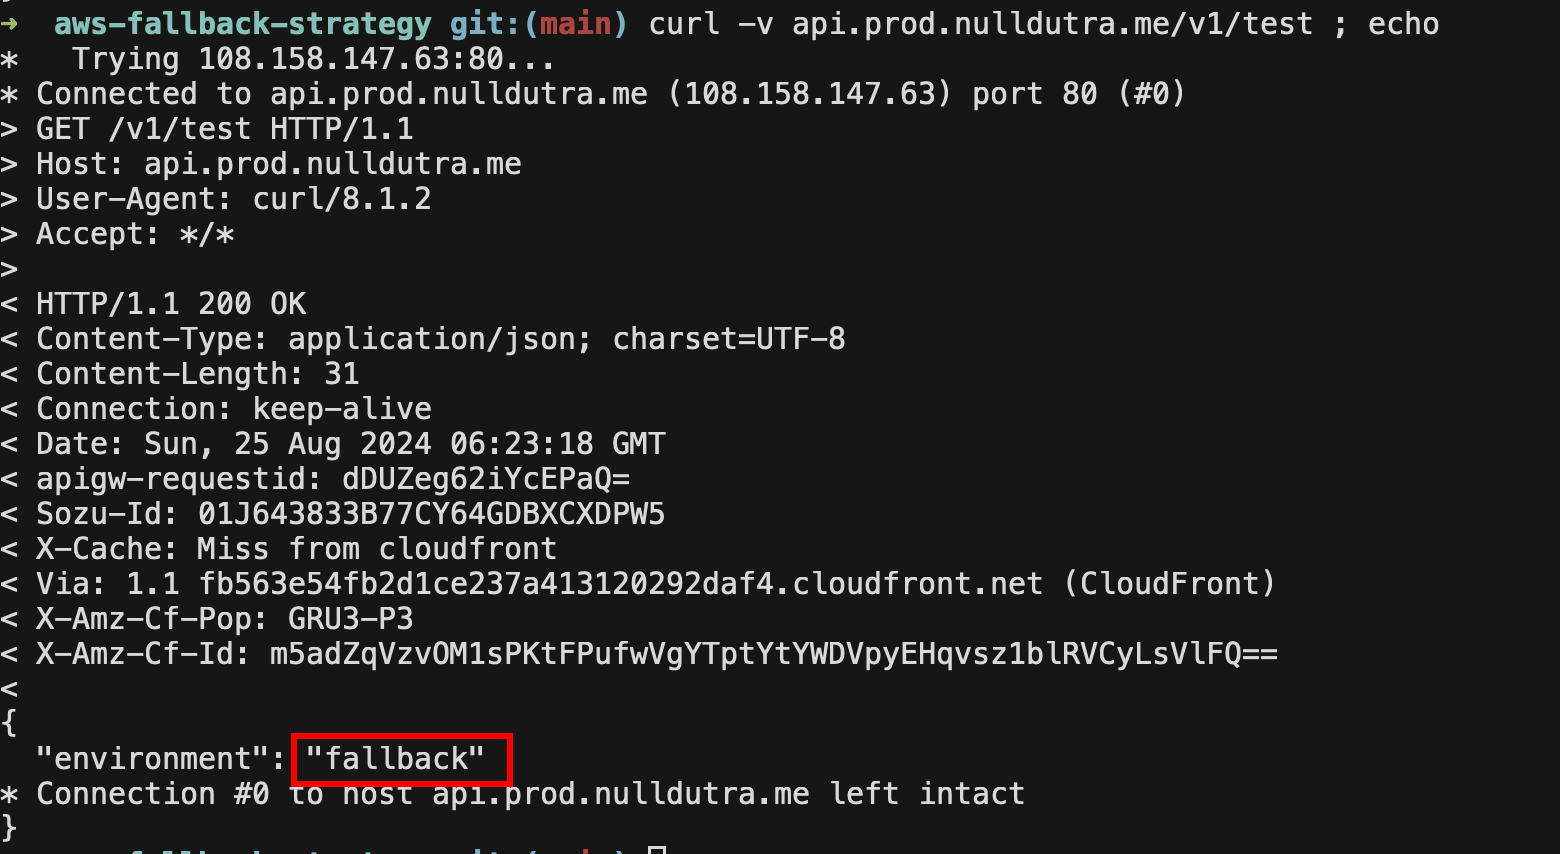 ➜  aws-fallback-strategy git:(main) curl -v api.prod.nulldutra.me/v1/test ; echo
*   Trying 108.158.147.63:80...
* Connected to api.prod.nulldutra.me (108.158.147.63) port 80 (#0)
> GET /v1/test HTTP/1.1
> Host: api.prod.nulldutra.me
> User-Agent: curl/8.1.2
> Accept: */*
>
< HTTP/1.1 200 OK
< Content-Type: application/json; charset=UTF-8
< Content-Length: 31
< Connection: keep-alive
< Date: Sun, 25 Aug 2024 06:23:18 GMT
< apigw-requestid: dDUZeg62iYcEPaQ=
< Sozu-Id: 01J643833B77CY64GDBXCXDPW5
< X-Cache: Miss from cloudfront
< Via: 1.1 fb563e54fb2d1ce237a413120292daf4.cloudfront.net (CloudFront)
< X-Amz-Cf-Pop: GRU3-P3
< X-Amz-Cf-Id: m5adZqVzvOM1sPKtFPufwVgYTptYtYWDVpyEHqvsz1blRVCyLsVlFQ==
<
{
  "environment": "fallback"
* Connection #0 to host api.prod.nulldutra.me left intact
}